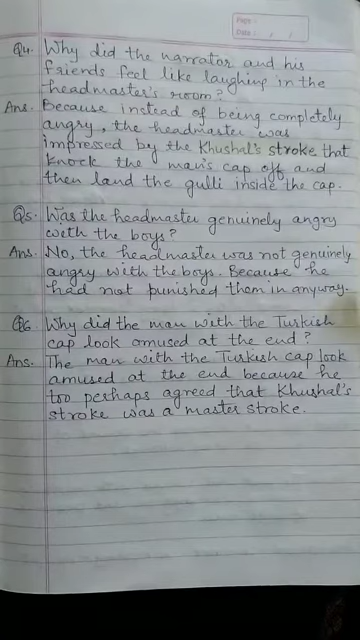 Page :
Date : / /
Q4. Why did the narrator and his
friends feel like laughing in the
headmaster's room?
Ans. Because instead of being completely
angry, the headmaster was
impressed by the Khushal's stroke that
knock the man's cap off and
then land the gulli inside the cap.
Q5. Was the headmaster genuinely angry
with the boys?
Ans. No, the headmaster was not genuinely
angry with the boys. Because he
had not punished them in anyway.
Q6. Why did the man with the Turkish
cap look amused at the end?
Ans. The man with the Turkish cap look
amused at the end because he
too perhaps agreed that Khushal's
stroke was a master stroke.